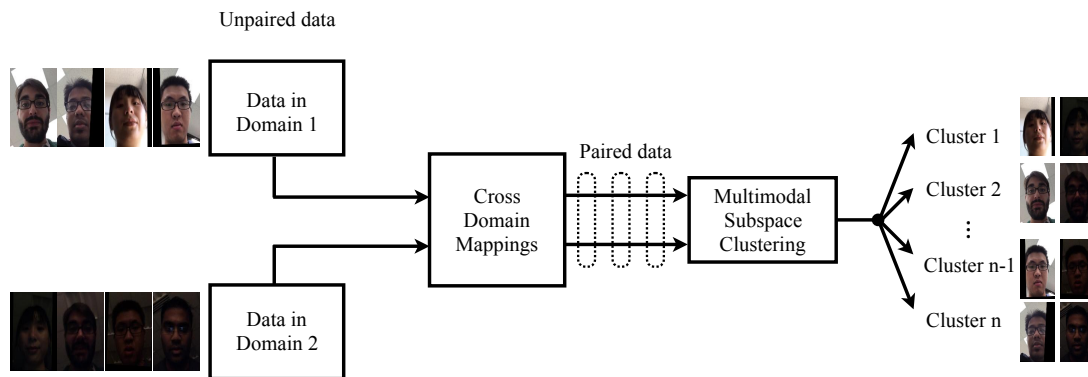 Unpaired data
Data in
Domain 1
Data in
Domain 2
Cross
Domain
Mappings
Paired data
Multimodal
Subspace
Clustering
Cluster 1
Cluster 2
⋮
Cluster n-1
Cluster n